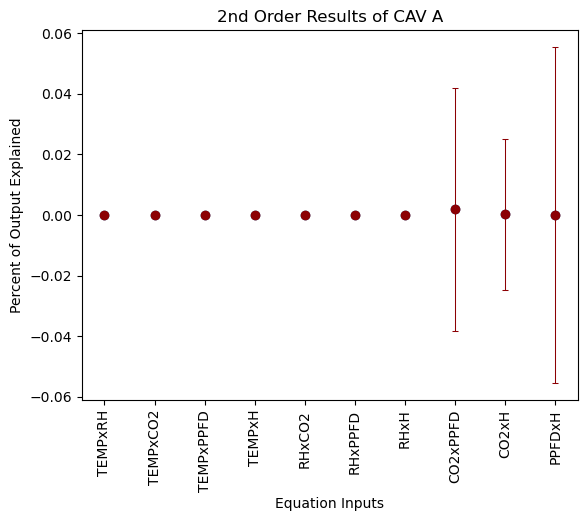 2nd Order Results of CAV A
Percent of Output Explained
0.06
0.04
0.02
0.00
−0.02
−0.04
−0.06
TEMPxRH
TEMPxCO2
TEMPxPPFD
TEMPxH
RHxCO2
RHxPPFD
RHxH
CO2xPPFD
CO2xH
PPFDxH
Equation Inputs